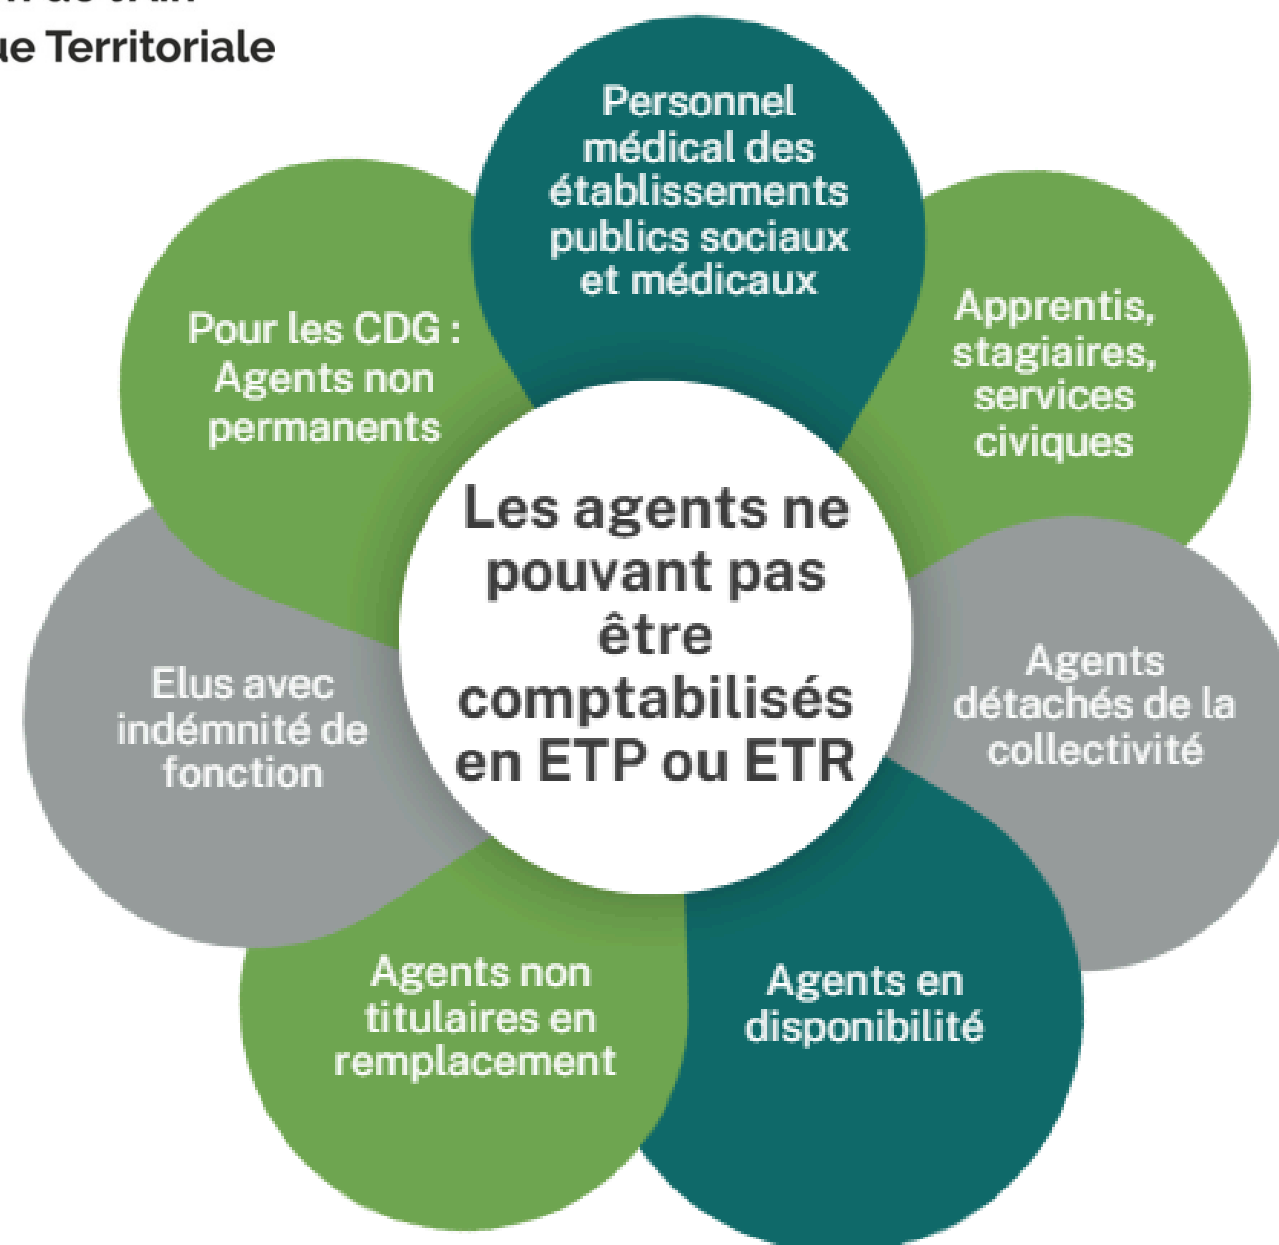 ue Territoriale
Personnel
médical des
établissements
publics sociaux
et médicaux
Apprentis,
stagiaires,
services
civiques
Agents
détachés de la
collectivité
Agents en
disponibilité
Agents non
titulaires en
remplacement
Elus avec
indémnité de
fonction
Pour les CDG :
Agents non
permanents
Les agents ne
pouvant pas
être
comptabilisés
en ETP ou ETR